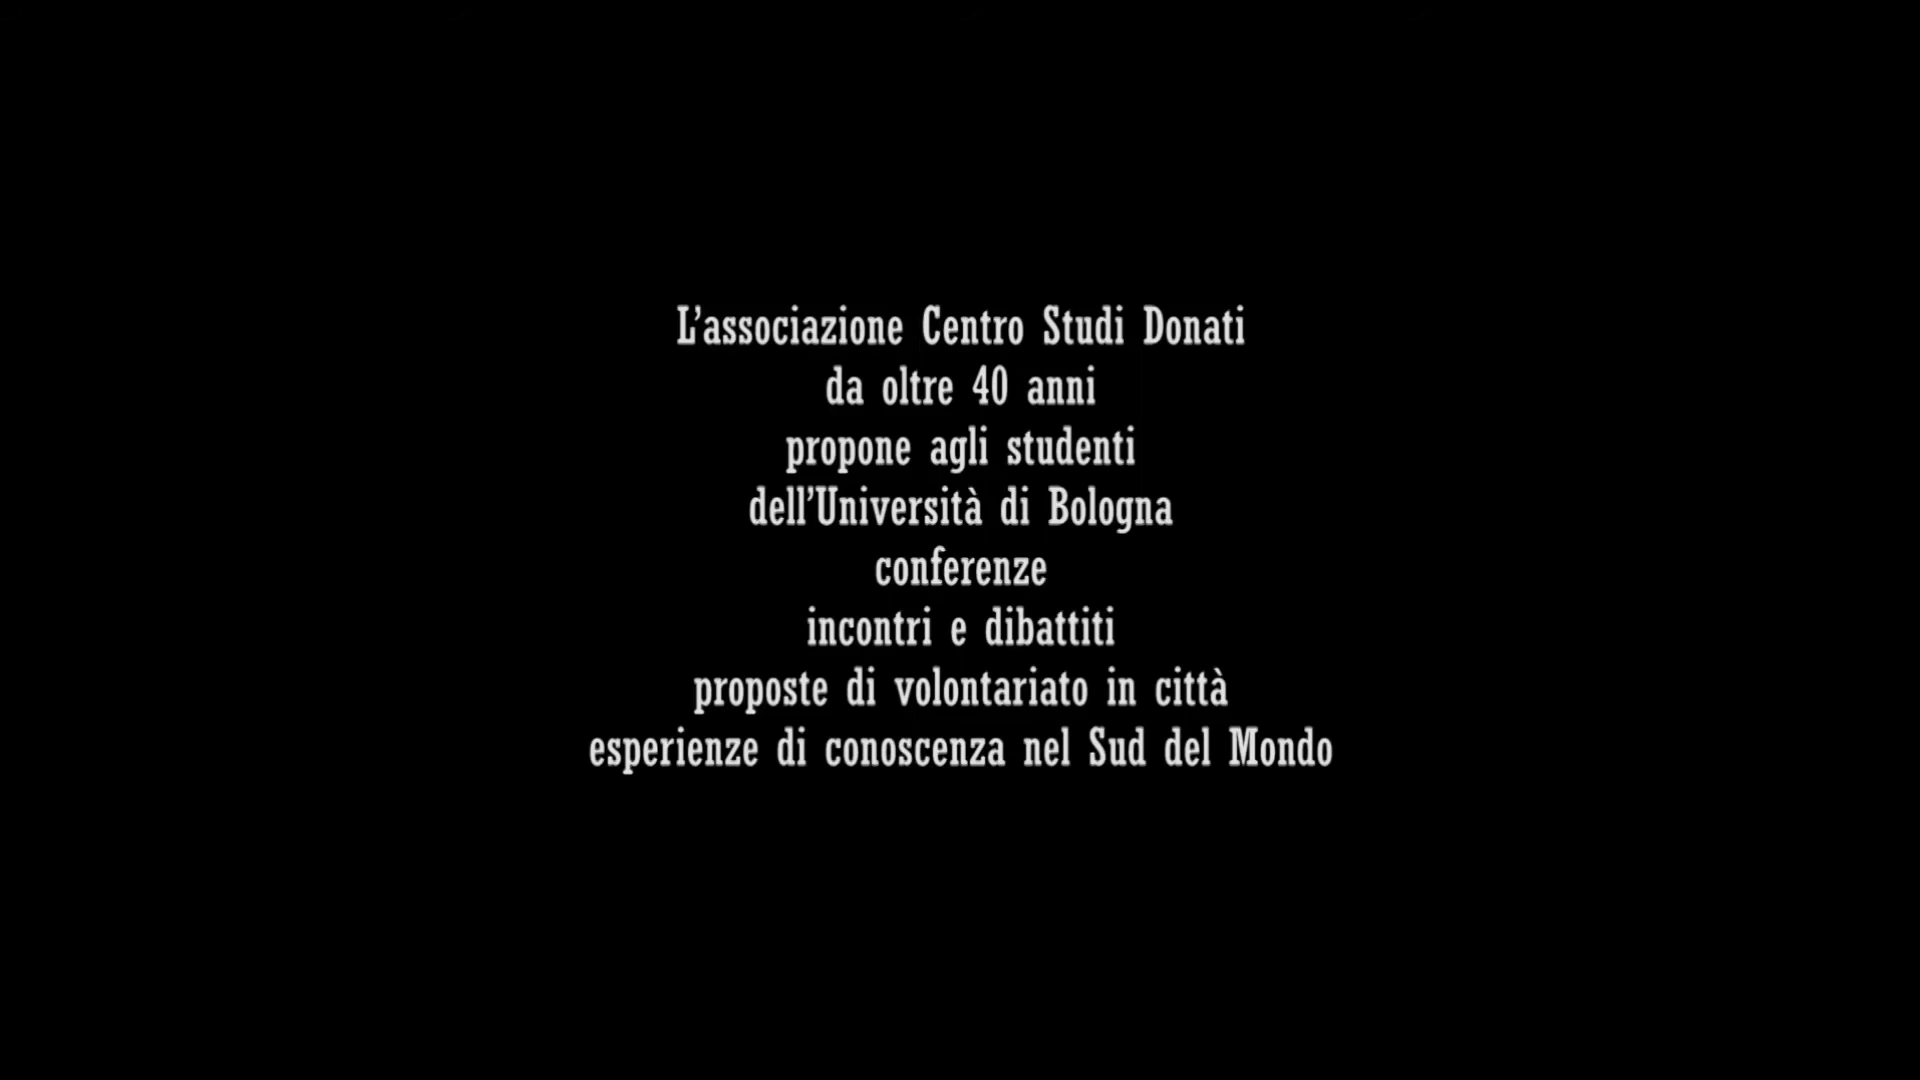 L’associazione Centro Studi Donati
da oltre 40 anni
propone agli studenti
dell’Università di Bologna
conferenze
incontri e dibattiti
proposte di volontariato in città
esperienze di conoscenza nel Sud del Mondo